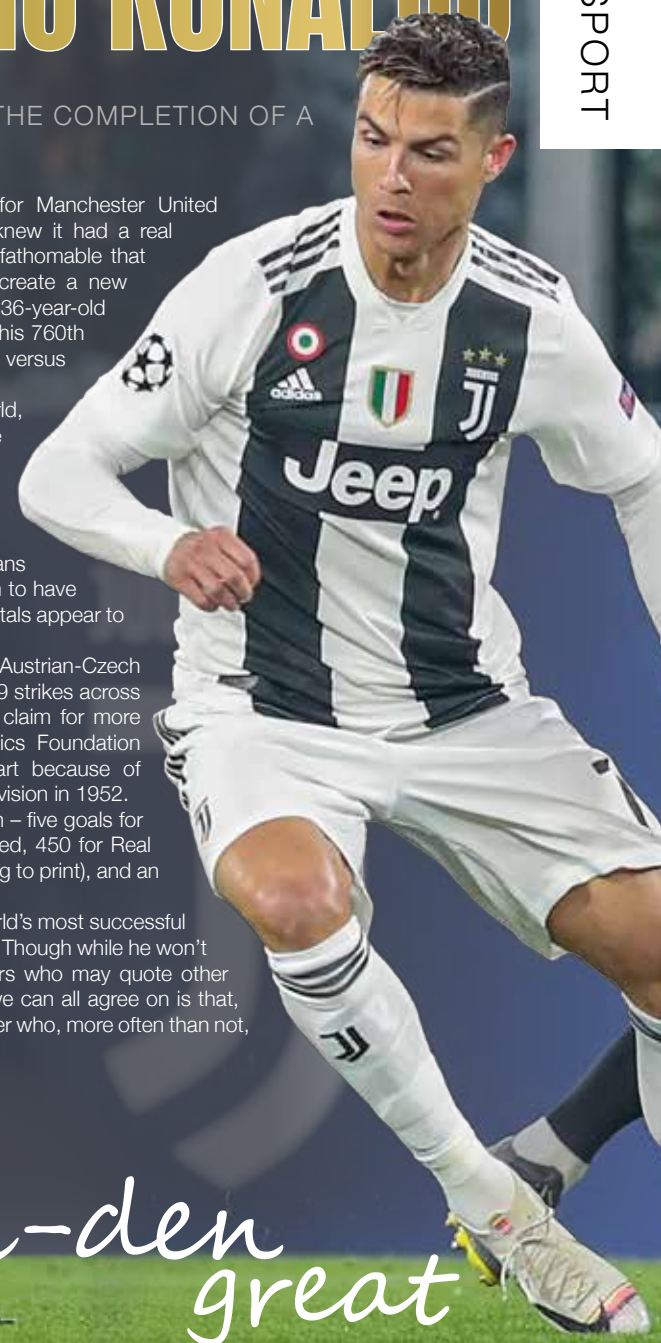 SPORT
THE COMPLETION OF A
for Manchester United
knew it had a real
fathomable that
create a new
36-year-old
his 760th
versus
rld,
ans
to have
tals appear to
Austrian-Czech
9 strikes across
claim for more
ics Foundation
art because of
vision in 1952.
– five goals for
ed, 450 for Real
g to print), and an
rld's most successful
Though while he won't
rs who may quote other
ve can all agree on is that,
er who, more often than not,
adidas
JUVENTUS
Jeep
7
-den
great